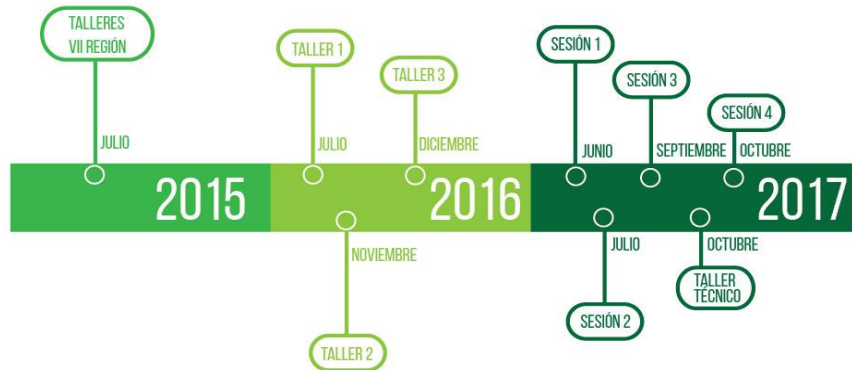 TALLERES
VII REGIÓN
JULIO
2015
TALLER 1
JULIO
TALLER 3
DICIEMBRE
NOVIEMBRE
TALLER 2
2016
SESIÓN 1
JUNIO
SESIÓN 3
SEPTIEMBRE
SESIÓN 4
OCTUBRE
JULIO
SESIÓN 2
OCTUBRE
TALLER
TÉCNICO
2017